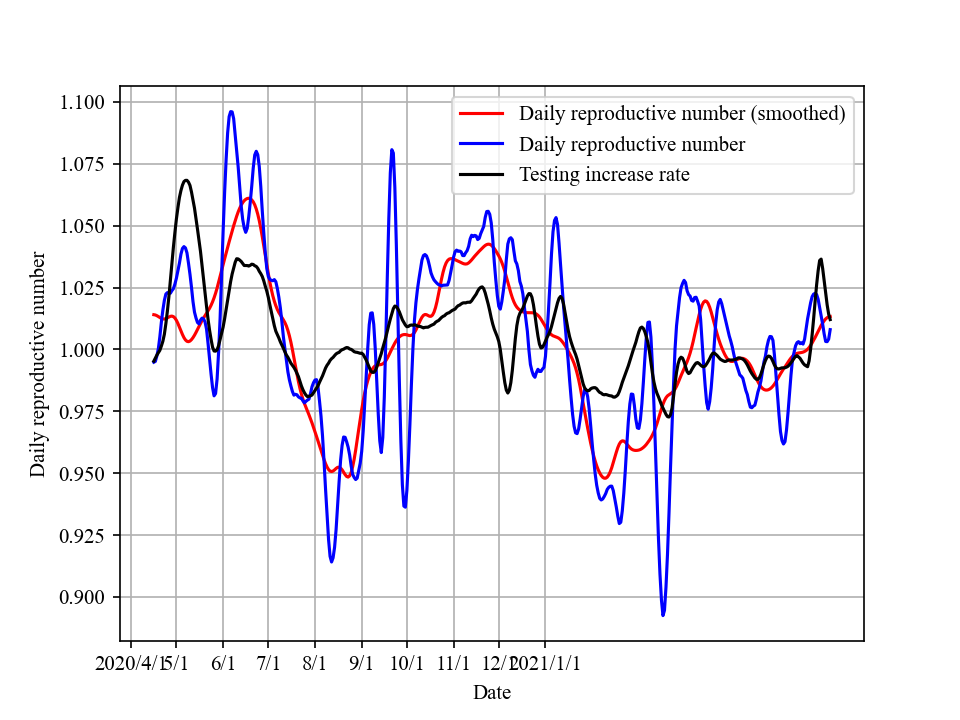 Daily reproductive number (smoothed)
Daily reproductive number
Testing increase rate
1.100
1.075
1.050
1.025
1.000
0.975
0.950
0.925
0.900
Daily reproductive number
2020/4/1 5/1 6/1 7/1 8/1 9/1 10/1 11/1 12/1 2021/1/1
Date